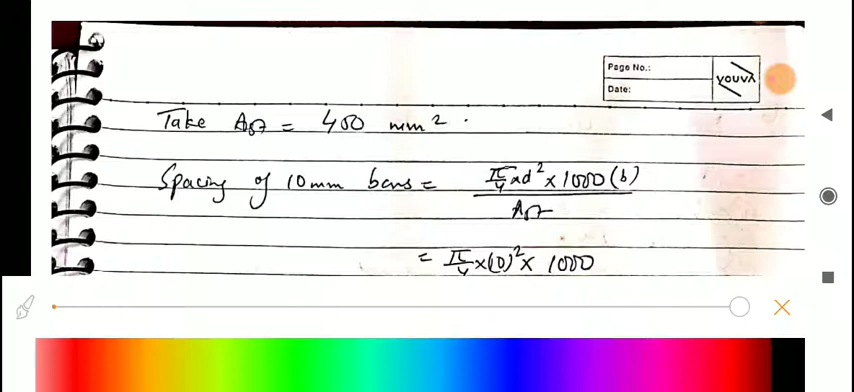 Page No.:
Date:
YOUVA
Take Ast = 400 mm².
Spacing of 10mm bars = π/4 x d² x 1000 (b) / Ast
= π/4 x (10)² x 1000